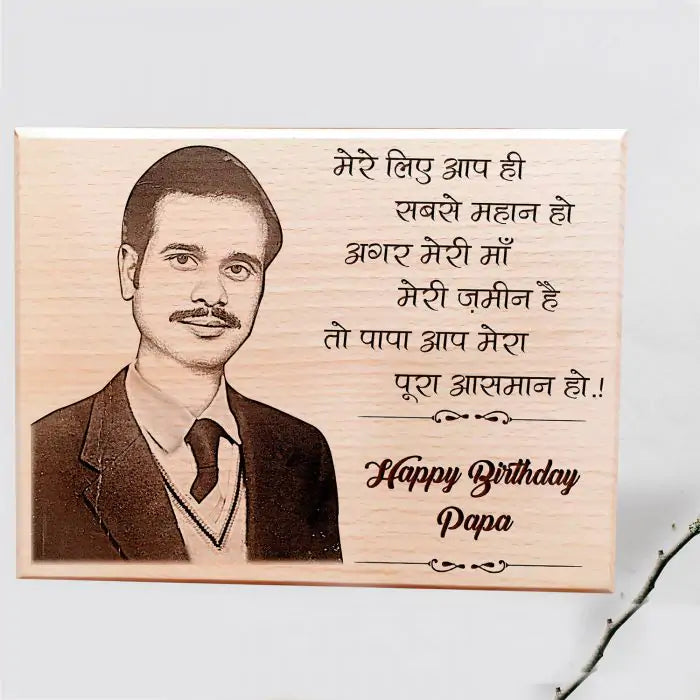 मेरे लिए आप ही
सबसे महान हो
अगर मेरी माँ
मेरी ज़मीन है
तो पापा आप मेरा
पूरा आसमान हो.!
Happy Birthday
Papa